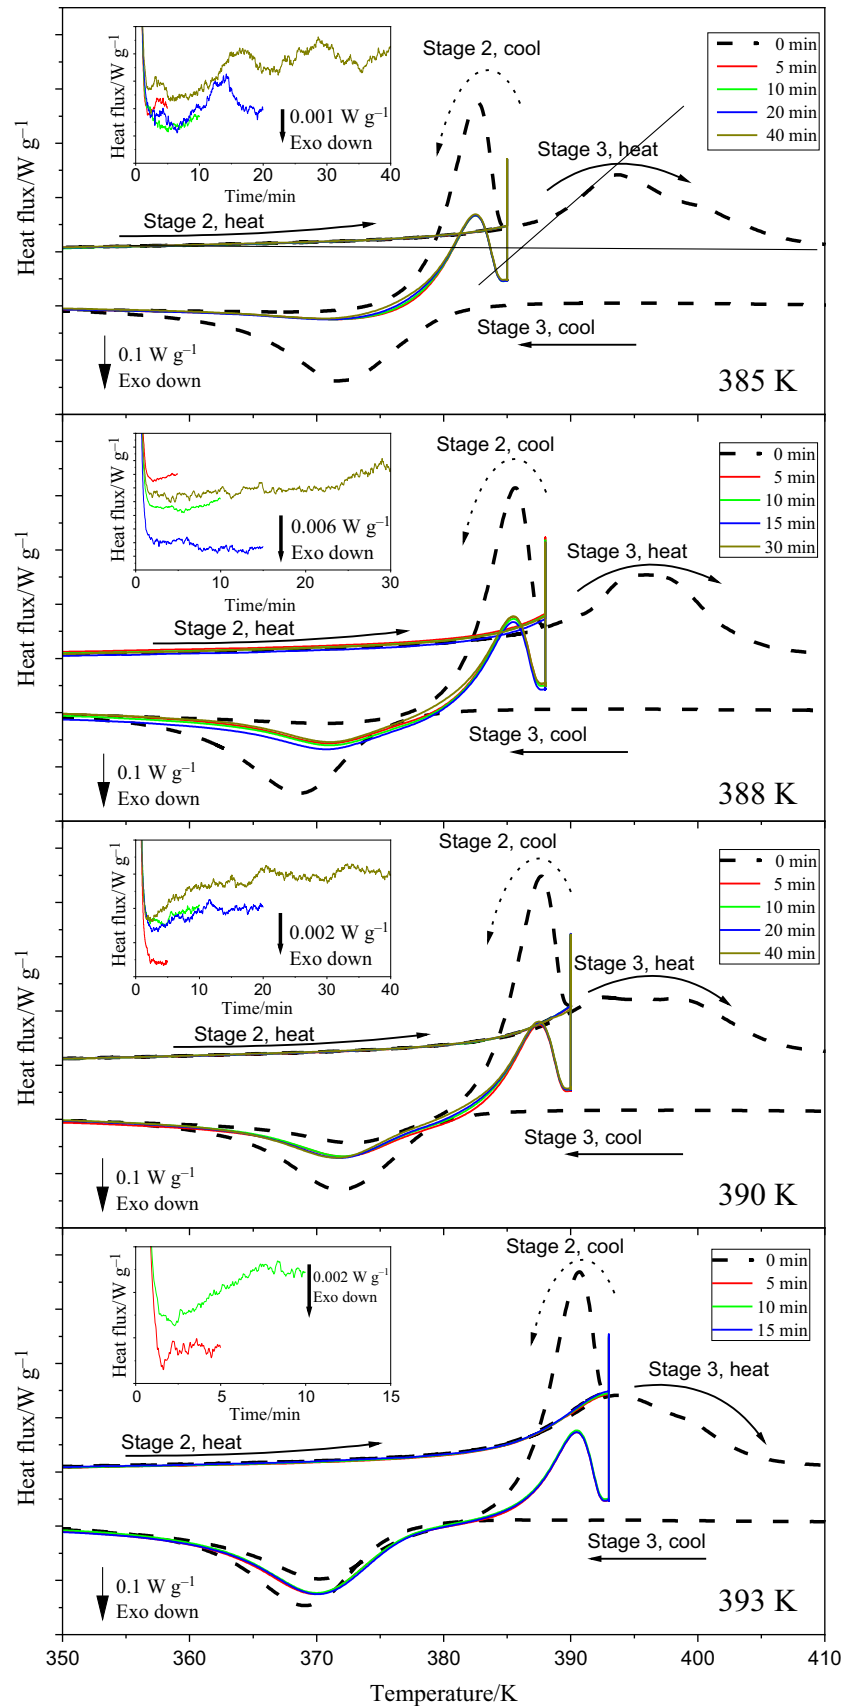 Heat flux/W g⁻¹
Heat flux/W g⁻¹
0 10 20 30 40
Time/min
0.001 W g⁻¹
Exo down
Stage 2, cool
0 min
5 min
10 min
20 min
40 min
Stage 3, heat
Stage 2, heat
Stage 3, cool
0.1 W g⁻¹
Exo down
385 K
Heat flux/W g⁻¹
Heat flux/W g⁻¹
0 10 20 30
Time/min
0.006 W g⁻¹
Exo down
Stage 2, cool
0 min
5 min
10 min
15 min
30 min
Stage 3, heat
Stage 2, heat
Stage 3, cool
0.1 W g⁻¹
Exo down
388 K
Heat flux/W g⁻¹
Heat flux/W g⁻¹
0 10 20 30 40
Time/min
0.002 W g⁻¹
Exo down
Stage 2, cool
0 min
5 min
10 min
20 min
40 min
Stage 3, heat
Stage 2, heat
Stage 3, cool
0.1 W g⁻¹
Exo down
390 K
Heat flux/W g⁻¹
Heat flux/W g⁻¹
0 5 10 15
Time/min
0.002 W g⁻¹
Exo down
Stage 2, cool
0 min
5 min
10 min
15 min
Stage 3, heat
Stage 2, heat
Stage 3, cool
0.1 W g⁻¹
Exo down
393 K
350 360 370 380 390 400 410
Temperature/K